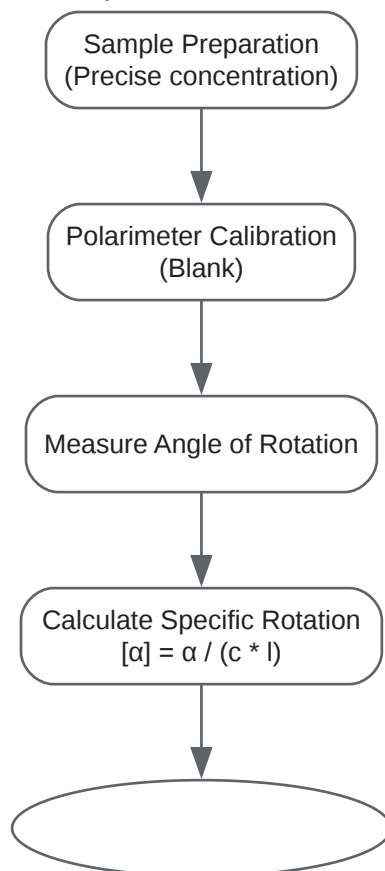 Sample Preparation
(Precise concentration)
Polarimeter Calibration
(Blank)
Measure Angle of Rotation
Calculate Specific Rotation
[α] = α / (c * l)